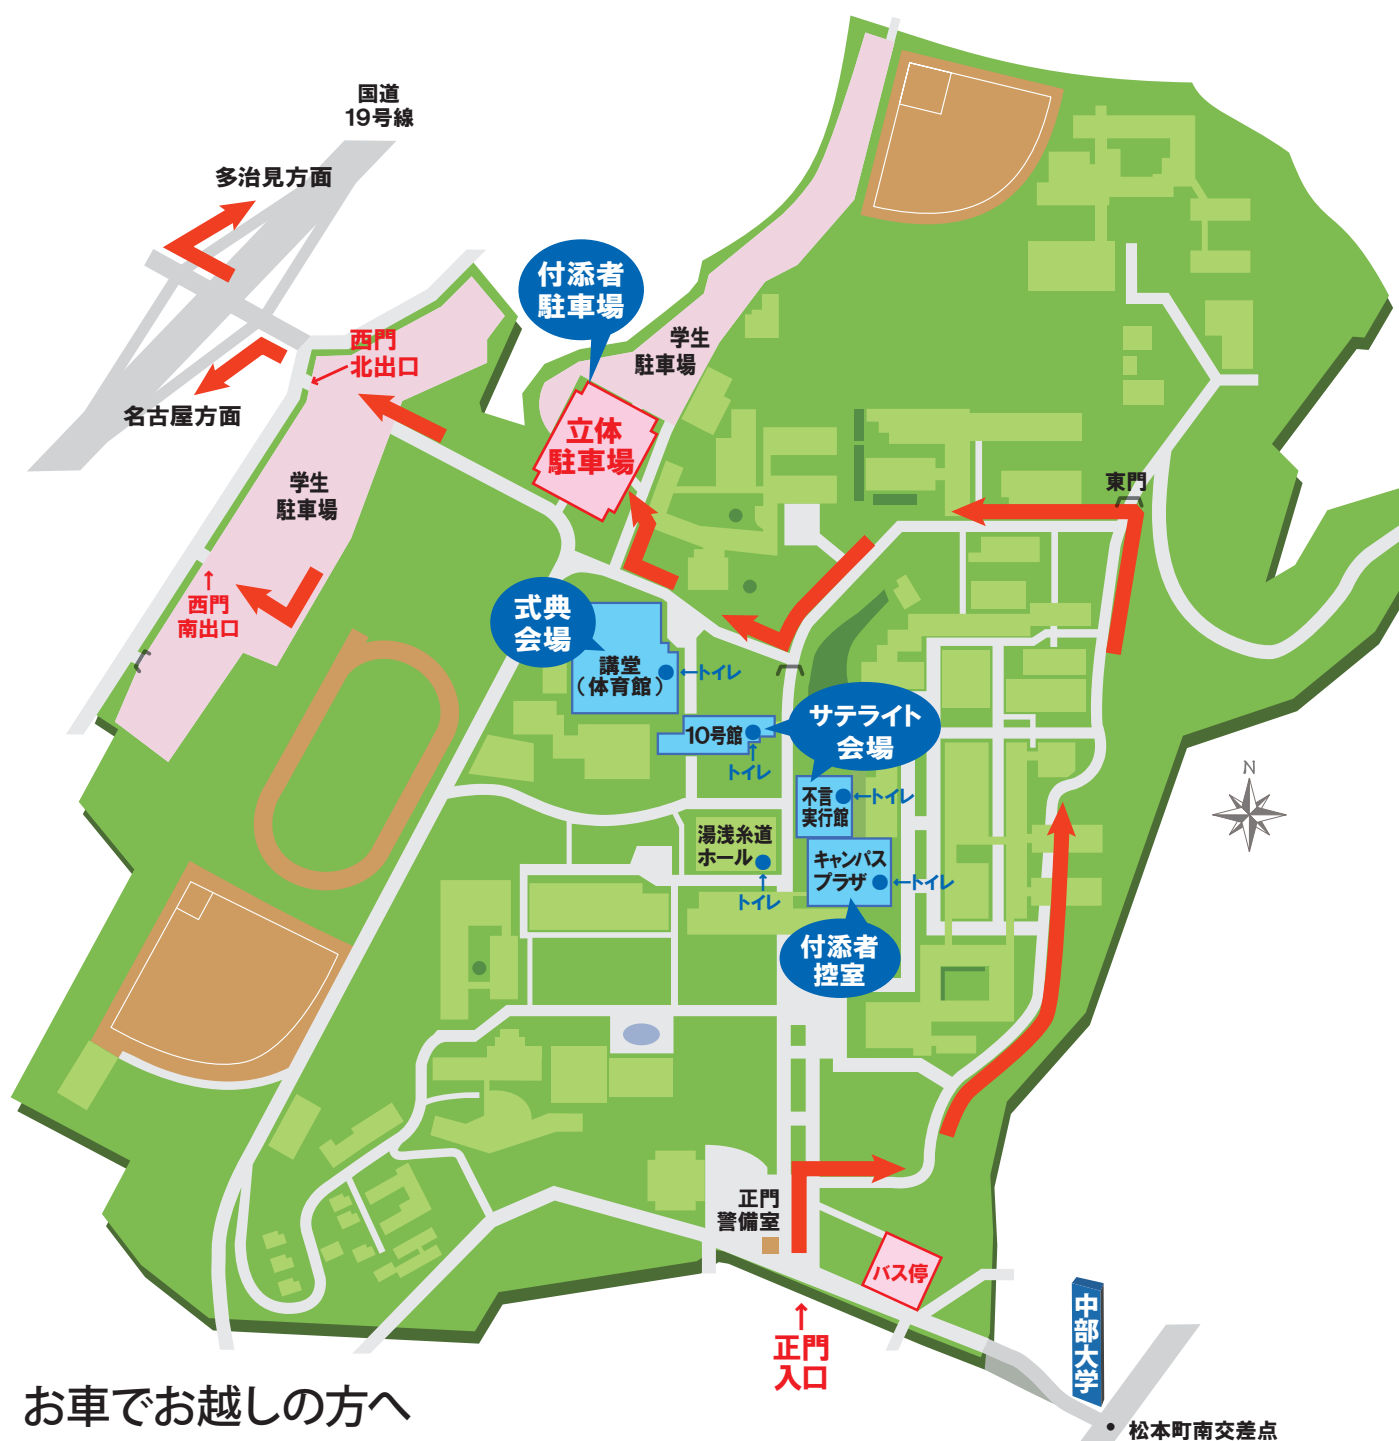 国道
19号線
多治見方面
名古屋方面
西門
北出口
付添者
駐車場
学生
駐車場
立体
駐車場
学生
駐車場
↑
西門
南出口
東門
式典
会場
講堂
(体育館)
←トイレ
10号館
↑
トイレ
サテライト
会場
不言
実行館
←トイレ
湯浅糸道
ホール
↑
トイレ
キャンパス
プラザ
←トイレ
付添者
控室
N
正門
警備室
バス停
↑
正門
入口
中部大学
松本町南交差点
お車でお越しの方へ